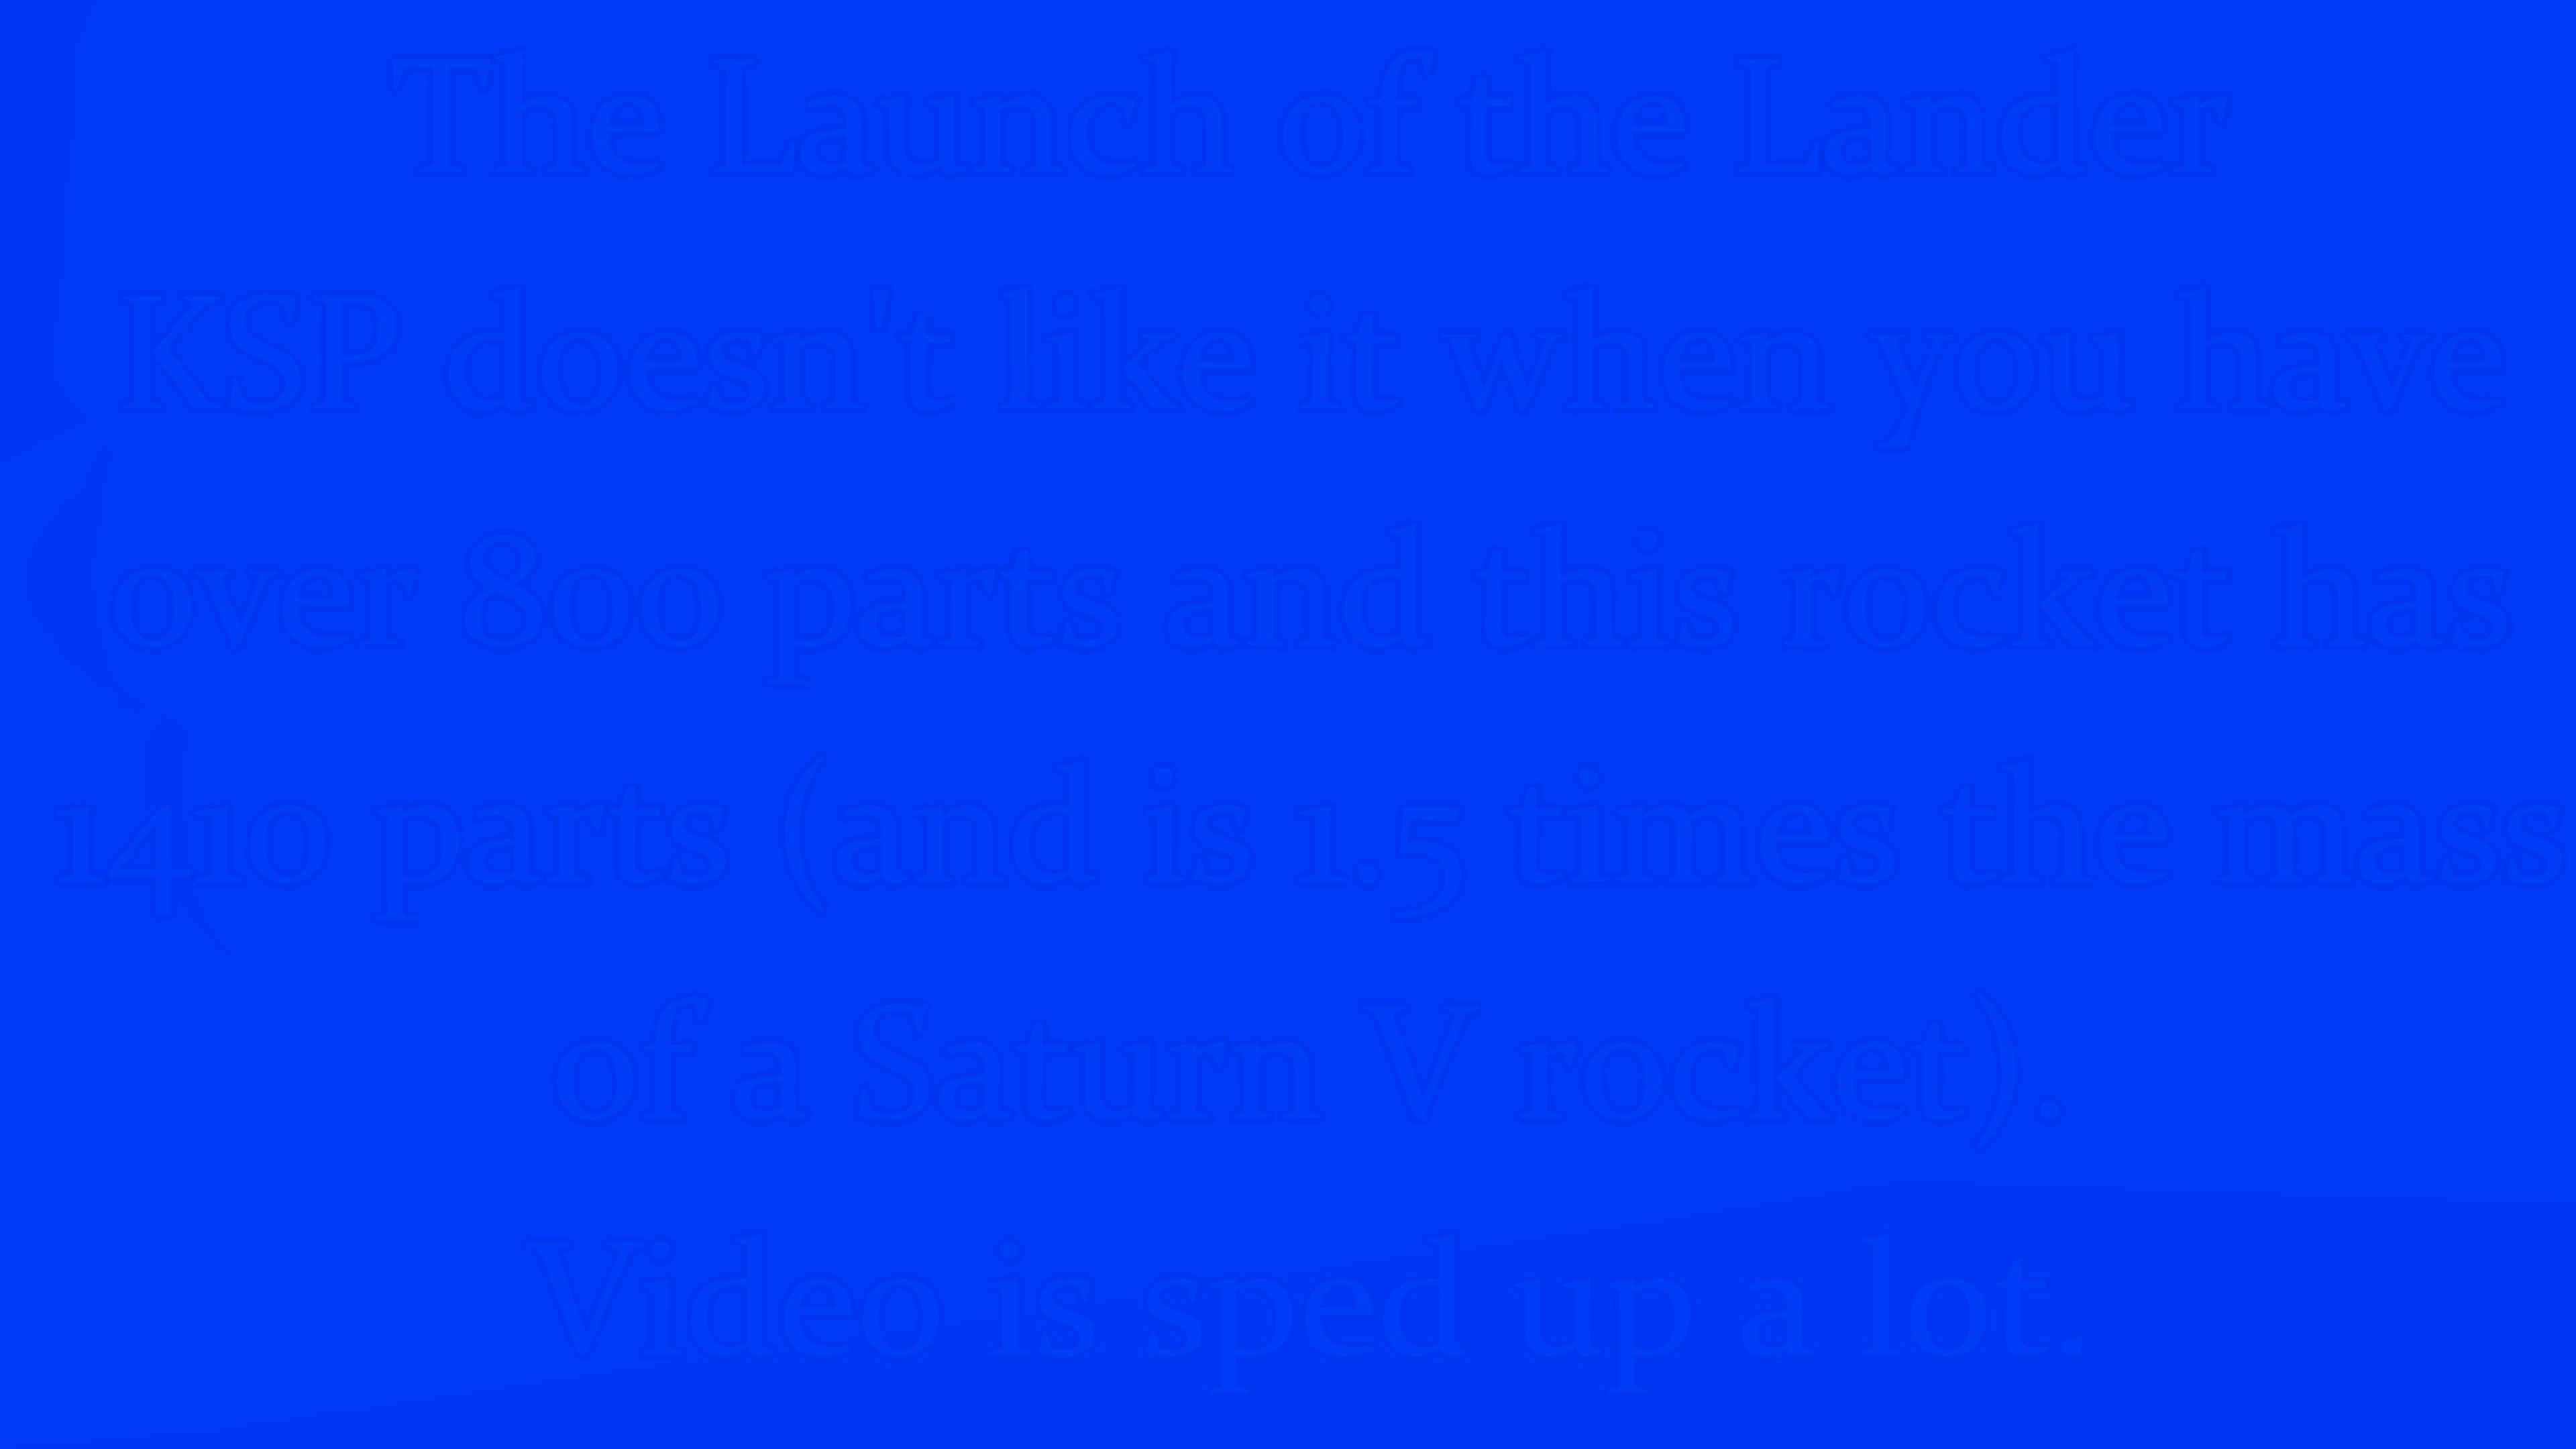 The Launch of the Lander
KSP doesn't like it when you have
over 800 parts and this rocket has
1410 parts (and is 1.5 times the mass
of a Saturn V rocket).
Video is sped up a lot.